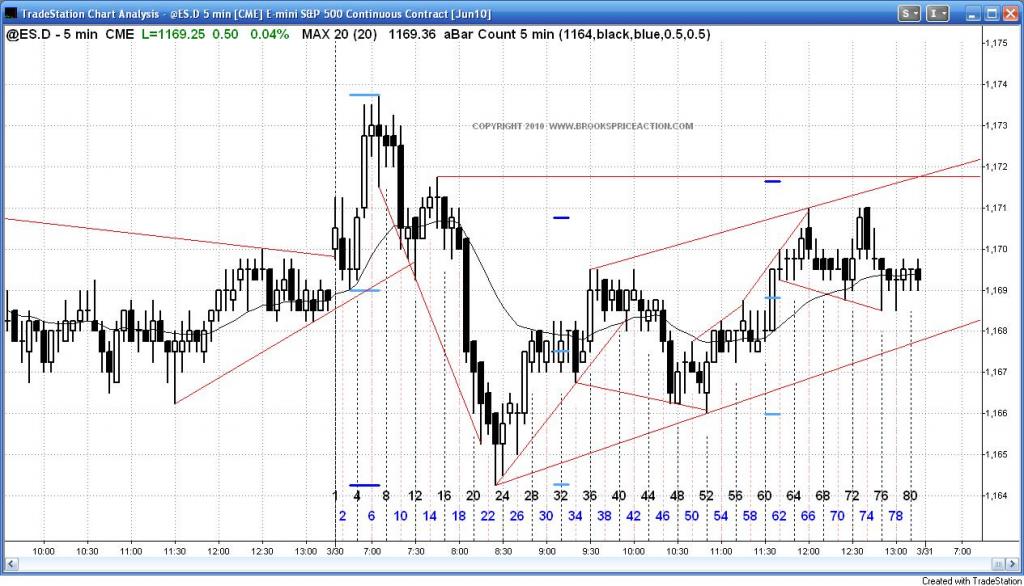 TradeStation Chart Analysis - @ES.D 5 min [CME] E-mini S&P 500 Continuous Contract [Jun10]
S I
@ES.D - 5 min CME L=1169.25 0.50 0.04% MAX 20 (20) 1169.36 aBar Count 5 min (1164,black,blue,0.5,0.5)
1,175
1,174
COPYRIGHT 2010 WWW.BROOKSPRICEACTION.COM
1,173
1,172
1,171
1,170
1,169
1,168
1,167
1,166
1,165
1,164
1 4 8 12 16 20 24 28 32 36 40 44 48 52 56 60 64 68 72 76 80
2 6 10 14 18 22 26 30 34 38 42 46 50 54 58 62 66 70 74 78
10:00 10:30 11:00 11:30 12:00 12:30 13:00 3/30 7:00 7:30 8:00 8:30 9:00 9:30 10:00 10:30 11:00 11:30 12:00 12:30 13:00 3/31 7:00
Created with TradeStation